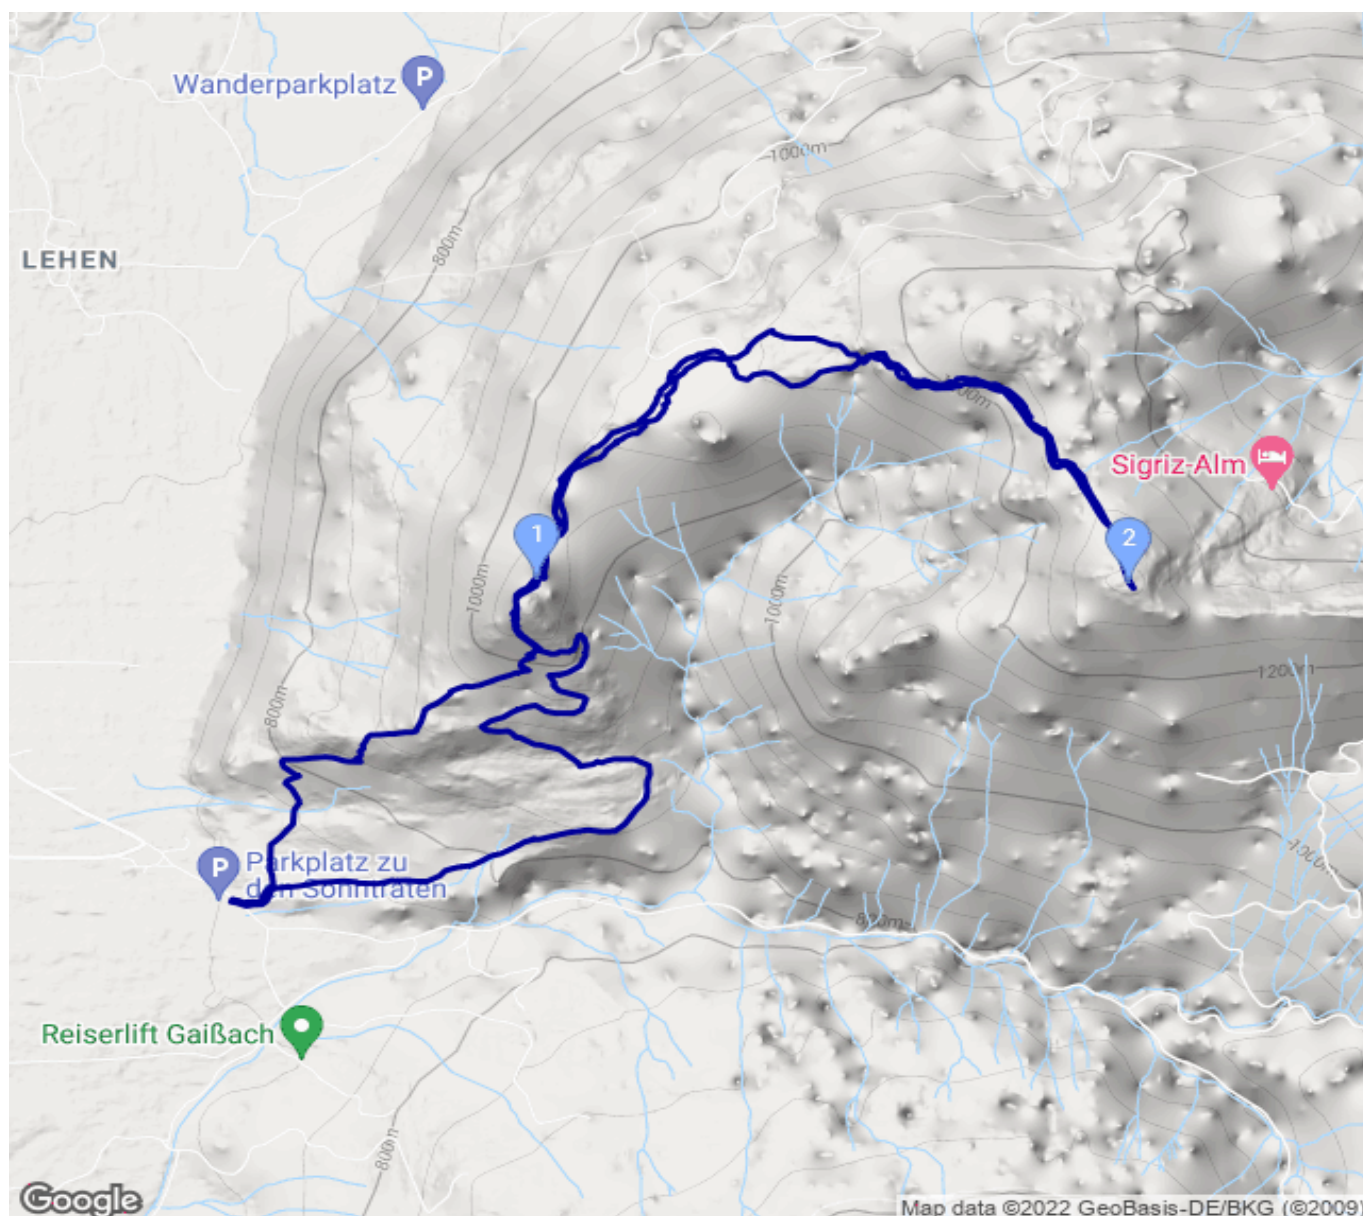 Wanderparkplatz
P
1000m
800m
LEHEN
1000m
Sigriz-Alm
1
2
1000m
1000m
1200m
800m
1000m
P
Parkplatz zu
den Sonntraten
800m
Reiserlift Gaißach
800m
Google
Map data ©2022 GeoBasis-DE/BKG (©2009)